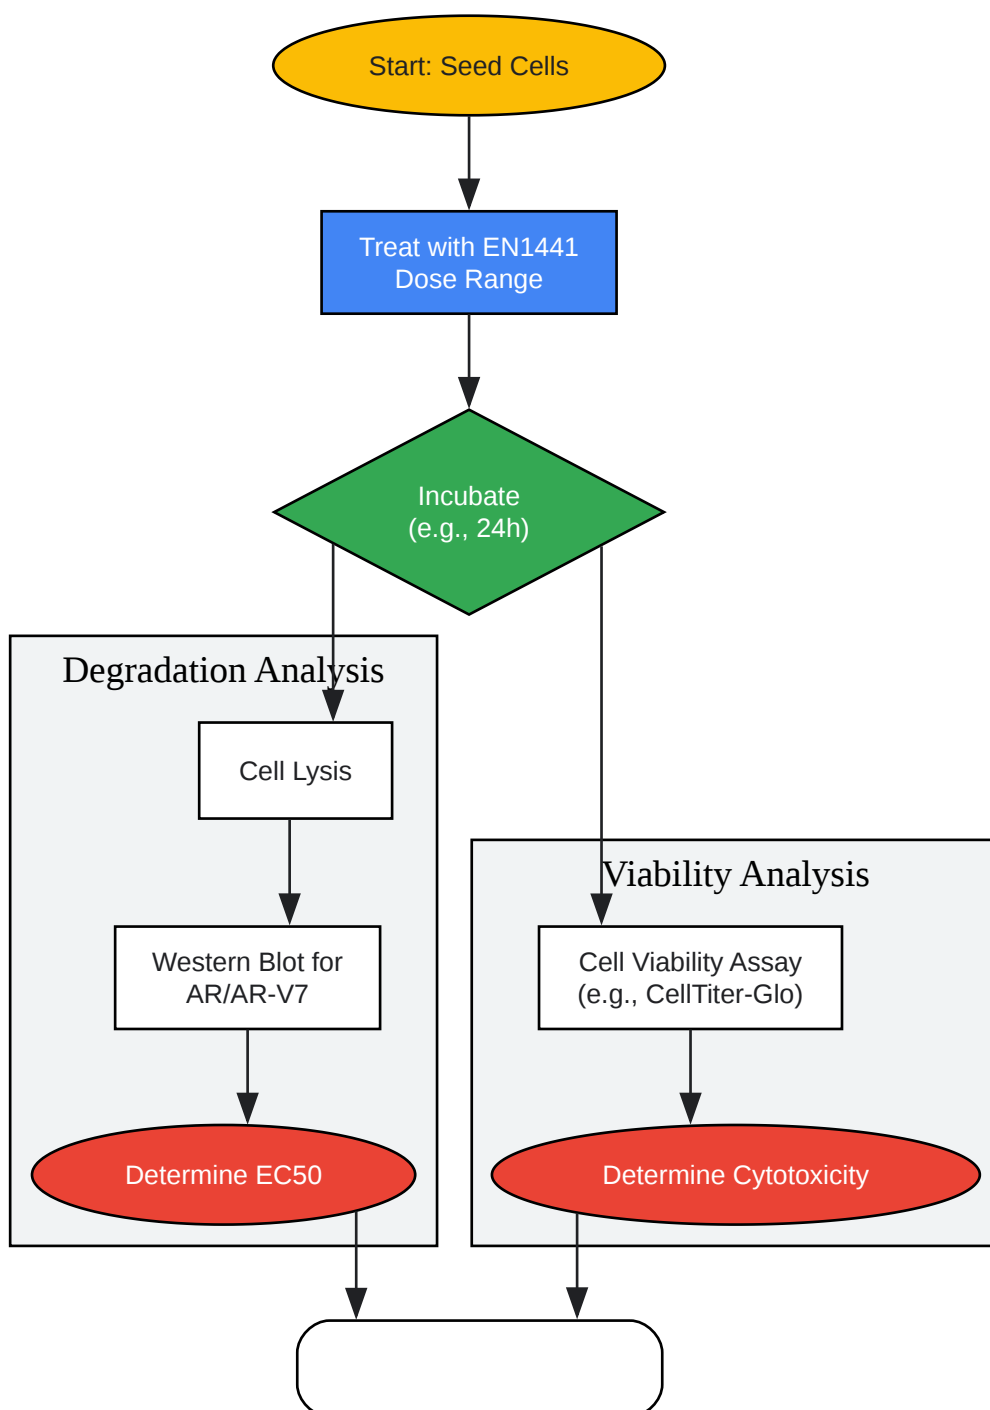 Start: Seed Cells
Treat with EN1441
Dose Range
Incubate
(e.g., 24h)
Degradation Analysis
Cell Lysis
Western Blot for
AR/AR-V7
Determine EC50
Viability Analysis
Cell Viability Assay
(e.g., CellTiter-Glo)
Determine Cytotoxicity